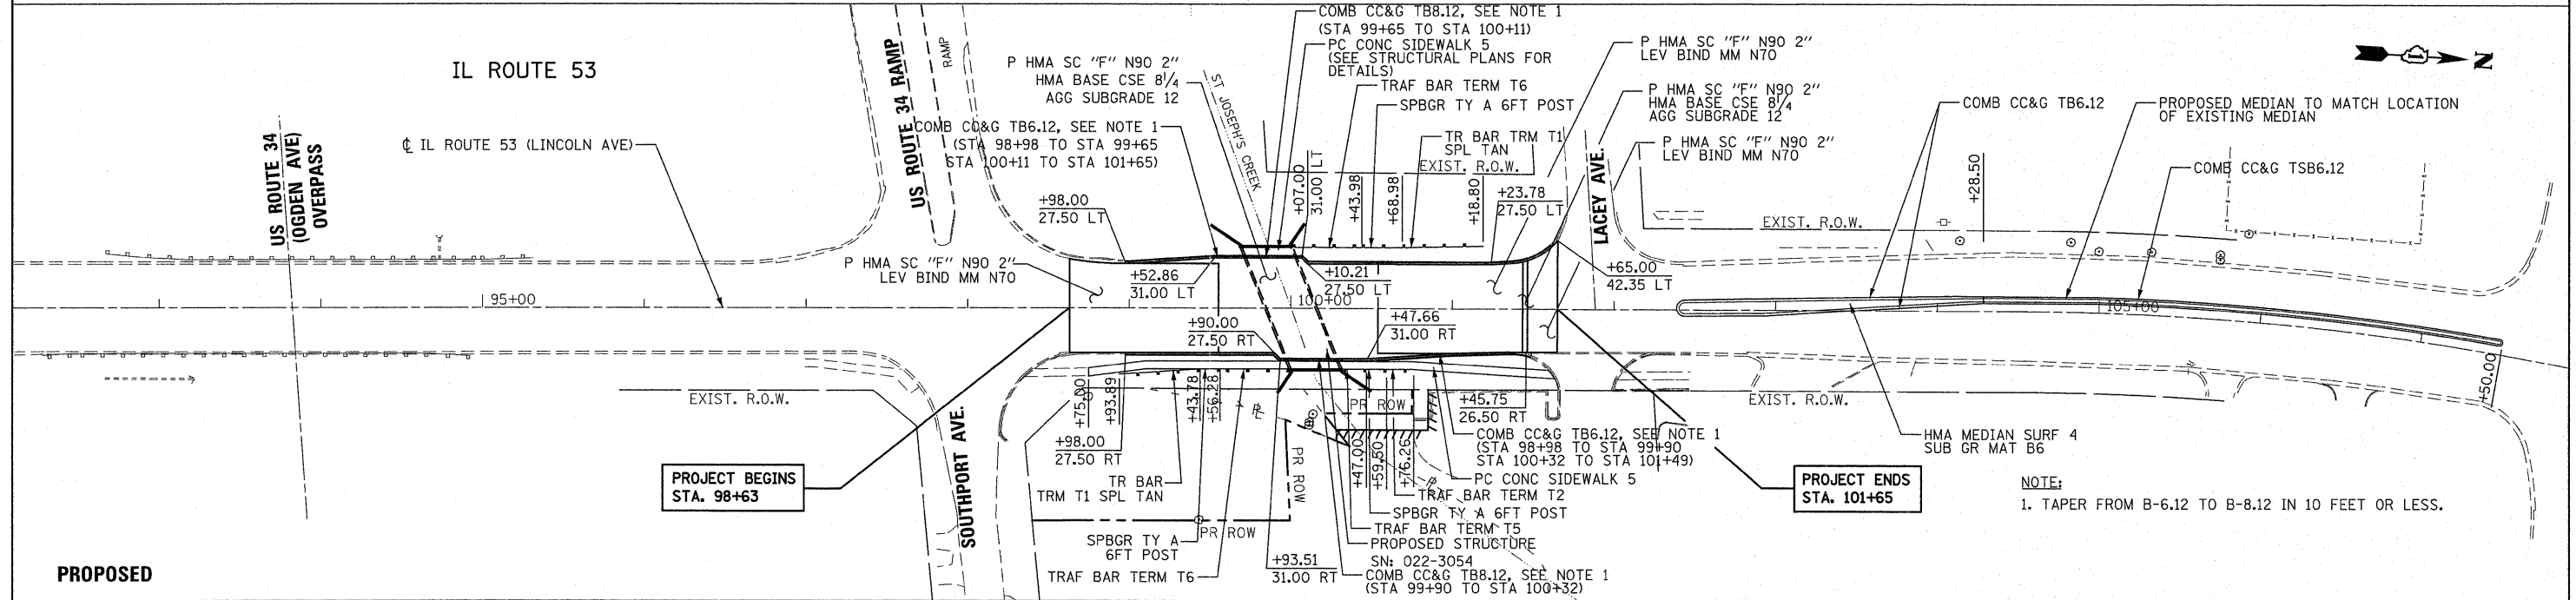 IL ROUTE 53
℄ IL ROUTE 53 (LINCOLN AVE)
US ROUTE 34
(OGDEN AVE)
OVERPASS
95+00
US ROUTE 34 RAMP
RAMP
P HMA SC "F" N90 2"
HMA BASE CSE 8 1/4
AGG SUBGRADE 12
COMB CC&G TB6.12, SEE NOTE 1
(STA 98+98 TO STA 99+65
STA 100+11 TO STA 101+65)
ST JOSEPH'S CREEK
COMB CC&G TB8.12, SEE NOTE 1
(STA 99+65 TO STA 100+11)
PC CONC SIDEWALK 5
(SEE STRUCTURAL PLANS FOR
DETAILS)
TRAF BAR TERM T6
SPBGR TY A 6FT POST
TR BAR TRM T1
SPL TAN
EXIST. R.O.W.
P HMA SC "F" N90 2"
LEV BIND MM N70
P HMA SC "F" N90 2"
HMA BASE CSE 8 1/4
AGG SUBGRADE 12
P HMA SC "F" N90 2"
LEV BIND MM N70
LACEY AVE.
COMB CC&G TB6.12
PROPOSED MEDIAN TO MATCH LOCATION
OF EXISTING MEDIAN
COMB CC&G TSB6.12
N
+28.50
EXIST. R.O.W.
+98.00
27.50 LT
+07.00
31.00 LT
+43.98
+68.98
+18.80
+23.78
27.50 LT
P HMA SC "F" N90 2"
LEV BIND MM N70
+52.86
31.00 LT
+10.21
27.50 LT
+65.00
42.35 LT
100+00
105+00
+90.00
27.50 RT
+47.66
31.00 RT
EXIST. R.O.W.
SOUTHPORT AVE.
+75.00
+93.89
+43.78
+56.28
+98.00
27.50 RT
PR ROW
+45.75
26.50 RT
EXIST. R.O.W.
+50.00
PROJECT BEGINS
STA. 98+63
TR BAR
TRM T1 SPL TAN
PR ROW
+47.00
+59.50
+76.26
COMB CC&G TB6.12, SEE NOTE 1
(STA 98+98 TO STA 99+90
STA 100+32 TO STA 101+49)
PC CONC SIDEWALK 5
TRAF BAR TERM T2
SPBGR TY A 6FT POST
TRAF BAR TERM T5
PROPOSED STRUCTURE
SN: 022-3054
COMB CC&G TB8.12, SEE NOTE 1
(STA 99+90 TO STA 100+32)
PR ROW
SPBGR TY A
6FT POST
TRAF BAR TERM T6
+93.51
31.00 RT
PROJECT ENDS
STA. 101+65
HMA MEDIAN SURF 4
SUB GR MAT B6
NOTE:
1. TAPER FROM B-6.12 TO B-8.12 IN 10 FEET OR LESS.
PROPOSED